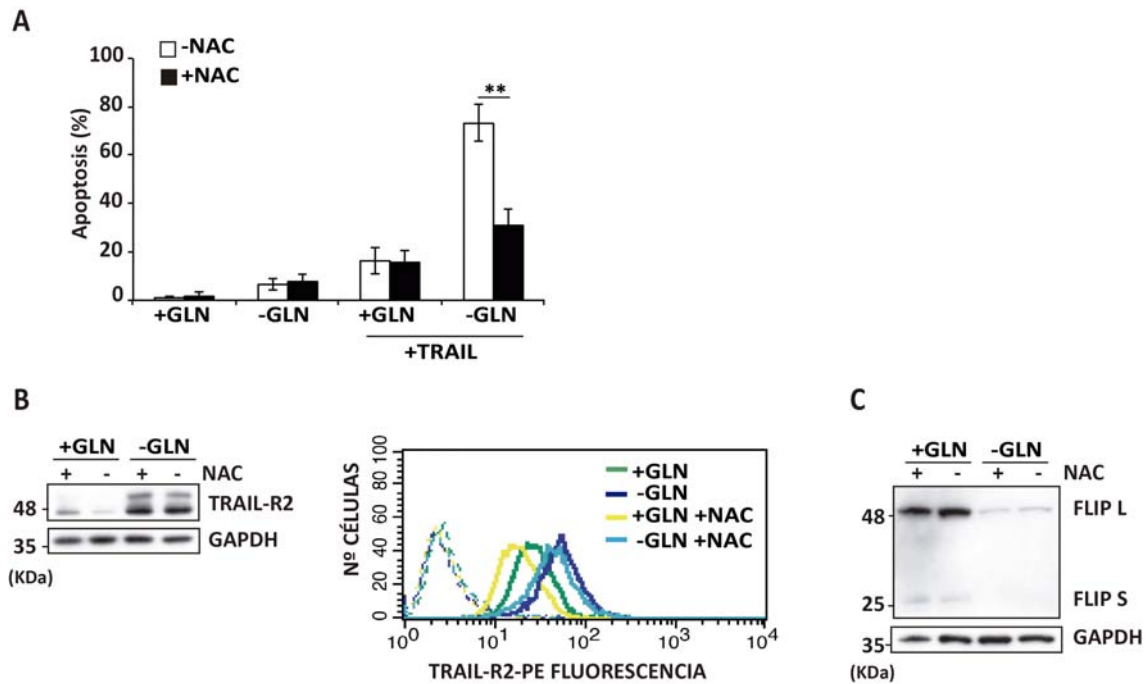 A
-NAC
+NAC
Apoptosis (%)
100
80
60
40
20
0
**
+GLN -GLN +GLN -GLN
+TRAIL
B
+GLN -GLN
+ - + - NAC
48 TRAIL-R2
35 GAPDH
(KDa)
Nº CÉLULAS
100
80
60
40
20
0
+GLN
-GLN
+GLN +NAC
-GLN +NAC
10⁰ 10¹ 10² 10³ 10⁴
TRAIL-R2-PE FLUORESCENCIA
C
+GLN -GLN
+ - + - NAC
48 FLIP L
25 FLIP S
35 GAPDH
(KDa)